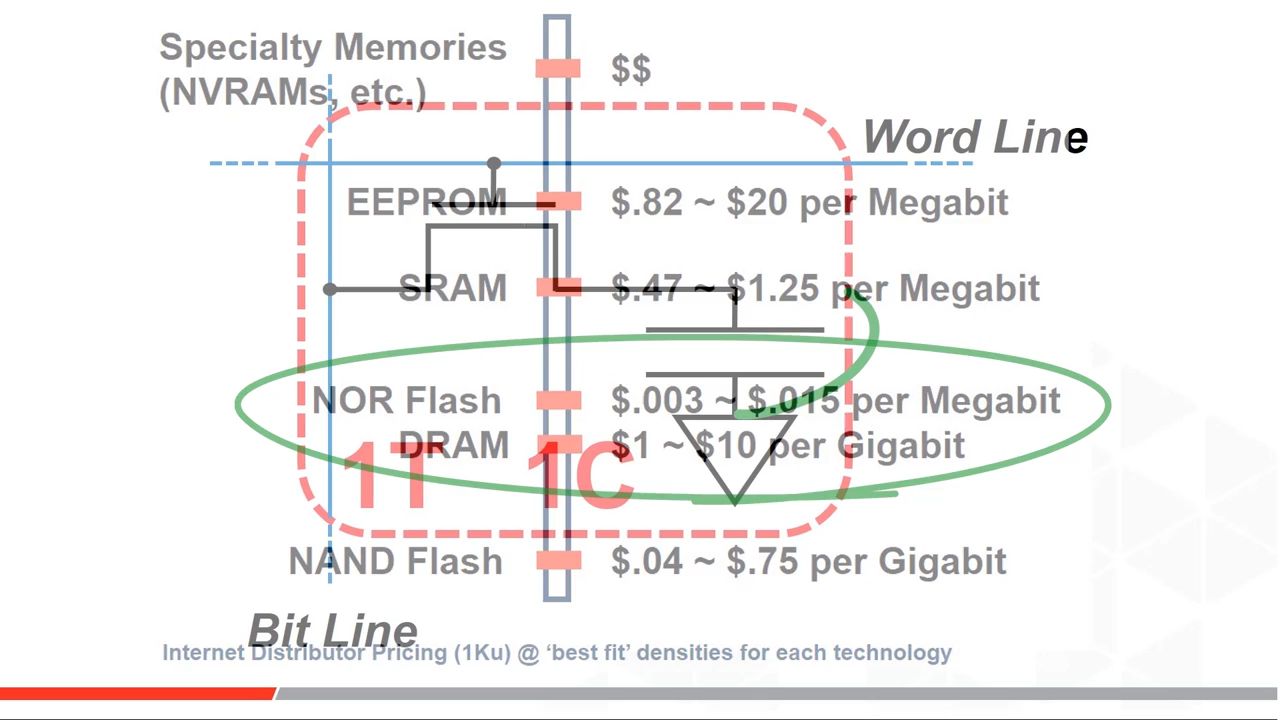 Specialty Memories
(NVRAMs, etc.)
$$
Word Line
EEPROM
$.82 ~ $20 per Megabit
SRAM
$.47 ~ $1.25 per Megabit
NOR Flash
$.003 ~ $.015 per Megabit
DRAM
$1 ~ $10 per Gigabit
1T
1C
NAND Flash
$.04 ~ $.75 per Gigabit
Bit Line
Internet Distributor Pricing (1Ku) @ ‘best fit’ densities for each technology